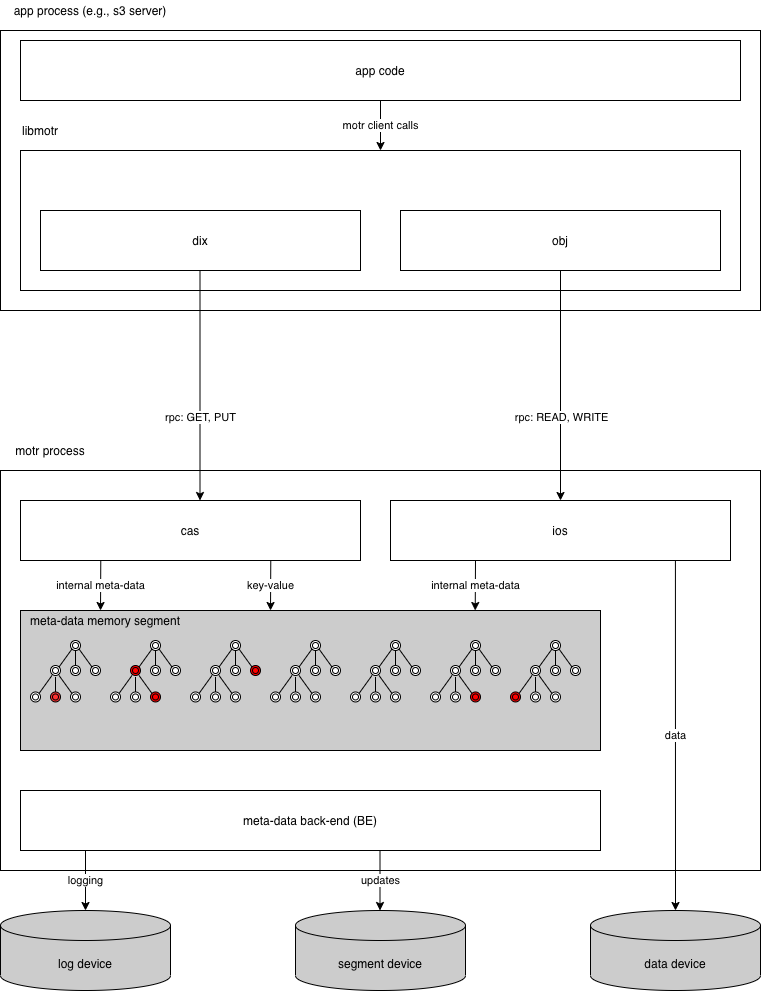 app process (e.g., s3 server)
app code
motr client calls
libmotr
dix
obj
rpc: GET, PUT
rpc: READ, WRITE
motr process
cas
ios
internal meta-data
key-value
internal meta-data
meta-data memory segment
data
meta-data back-end (BE)
logging
updates
log device
segment device
data device